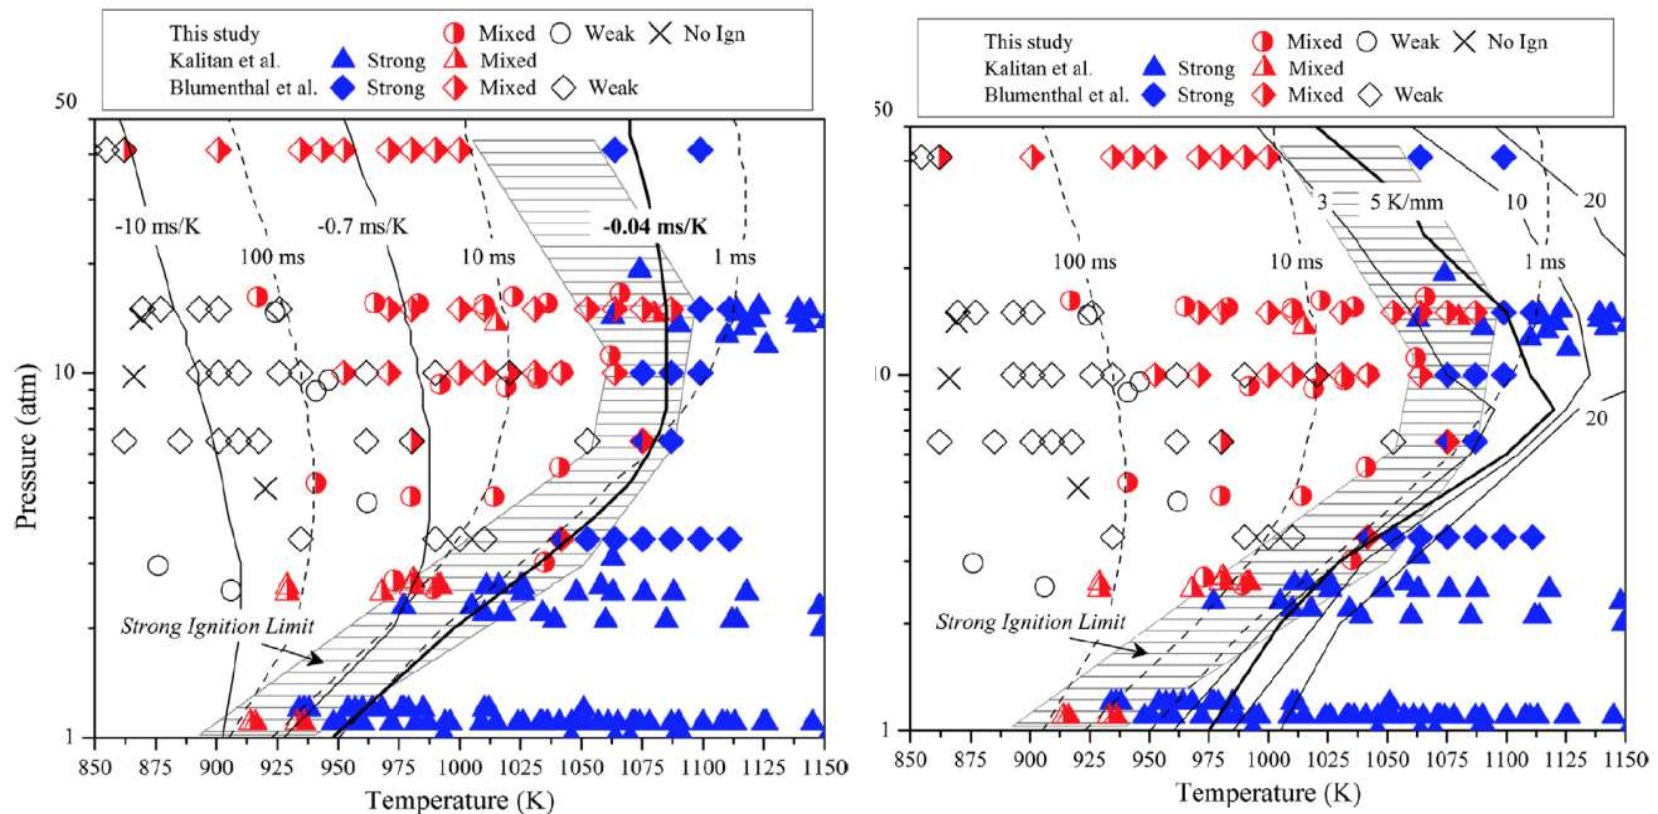 This study Mixed Weak No Ign
Kalitan et al. Strong Mixed
Blumenthal et al. Strong Mixed Weak
50
-10 ms/K
-0.7 ms/K
-0.04 ms/K
100 ms
10 ms
1 ms
10
Pressure (atm)
Strong Ignition Limit
1
850 875 900 925 950 975 1000 1025 1050 1075 1100 1125 1150
Temperature (K)
This study Mixed Weak No Ign
Kalitan et al. Strong Mixed
Blumenthal et al. Strong Mixed Weak
50
3 5 K/mm 10 20
100 ms
10 ms
1 ms
10
20
Strong Ignition Limit
1
850 875 900 925 950 975 1000 1025 1050 1075 1100 1125 1150
Temperature (K)